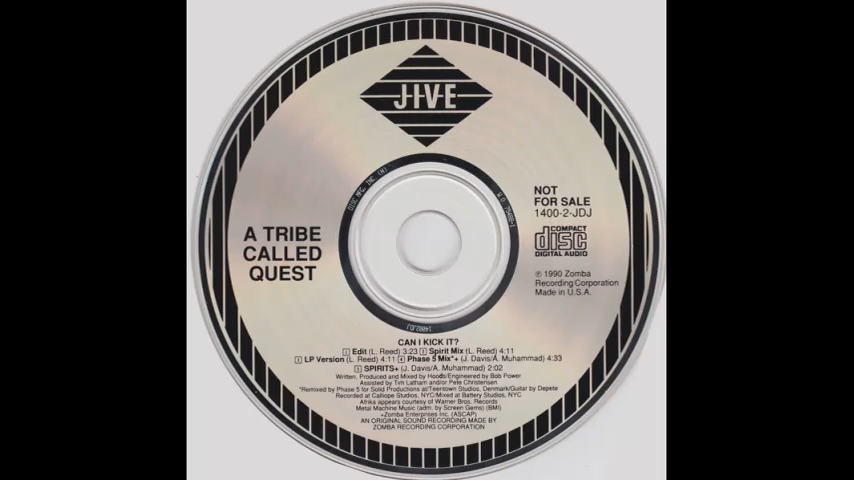 JIVE
DISC MFG., INC. (H)
W.O. 75408-1
NOT
FOR SALE
1400-2-JDJ
COMPACT
disc
DIGITAL AUDIO
A TRIBE
CALLED
QUEST
℗ 1990 Zomba
Recording Corporation
Made in U.S.A.
14002JDJ
CAN I KICK IT?
1 Edit (L. Reed) 3:23 2 Spirit Mix (L. Reed) 4:11
3 LP Version (L. Reed) 4:11 4 Phase 5 Mix*+ (J. Davis/A. Muhammad) 4:33
5 SPIRITS+ (J. Davis/A. Muhammad) 2:02
Written, Produced and Mixed by Hoods/Engineered by Bob Power
Assisted by Tim Latham and/or Pete Christensen
*Remixed by Phase 5 for Solid Productions at/Teentown Studios, Denmark/Guitar by Depete
Recorded at Calliope Studios, NYC/Mixed at Battery Studios, NYC
Afrika appears courtesy of Warner Bros. Records
Metal Machine Music (adm. by Screen Gems) (BMI)
+Zomba Enterprises Inc. (ASCAP)
AN ORIGINAL SOUND RECORDING MADE BY
ZOMBA RECORDING CORPORATION